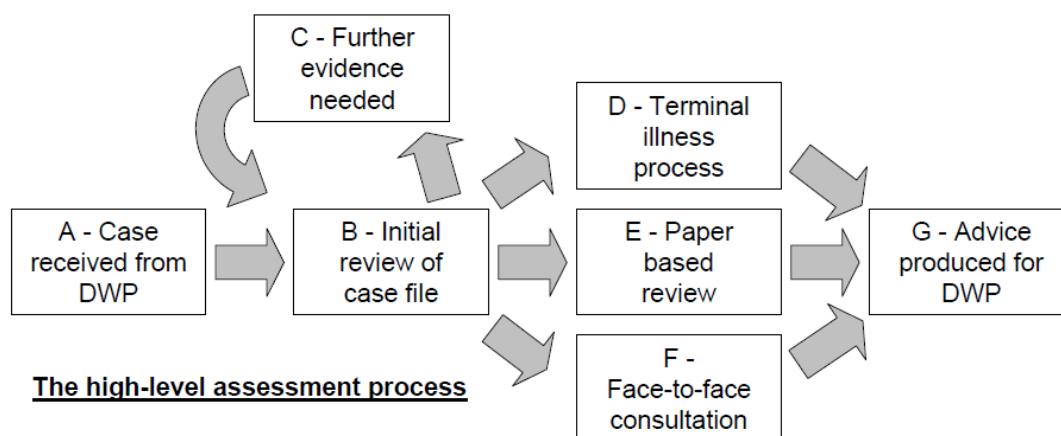 C - Further
evidence
needed
D - Terminal
illness
process
A - Case
received from
DWP
B - Initial
review of
case file
E - Paper
based
review
G - Advice
produced for
DWP
F -
Face-to-face
consultation
The high-level assessment process